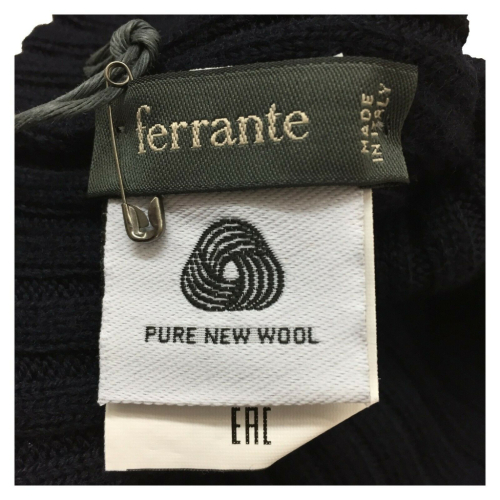 ferrante
MADE
IN ITALY
PURE NEW WOOL
EAC